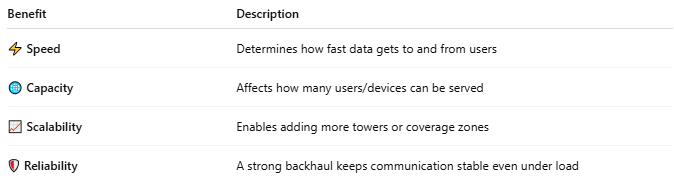 Benefit Description
⚡ Speed Determines how fast data gets to and from users
🌐 Capacity Affects how many users/devices can be served
📈 Scalability Enables adding more towers or coverage zones
🛡️ Reliability A strong backhaul keeps communication stable even under load